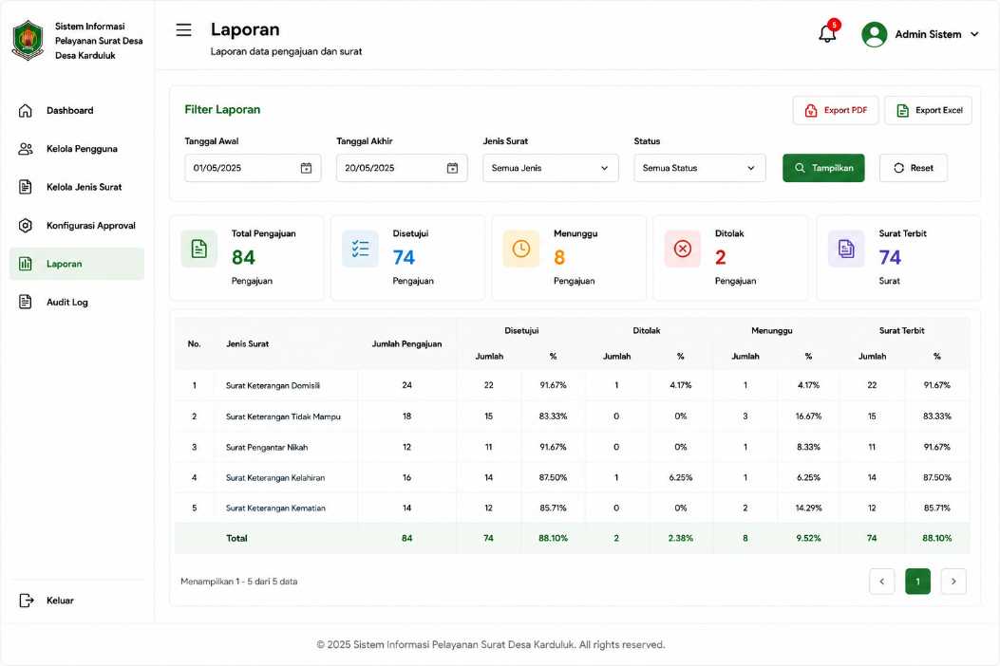 Sistem Informasi
Pelayanan Surat Desa
Desa Karduluk
Dashboard
Kelola Pengguna
Kelola Jenis Surat
Konfigurasi Approval
Laporan
Audit Log
Keluar
Laporan
Laporan data pengajuan dan surat
5
Admin Sistem
Filter Laporan
Export PDF
Export Excel
Tanggal Awal Tanggal Akhir Jenis Surat Status
01/05/2025 20/05/2025 Semua Jenis Semua Status Tampilkan Reset
Total Pengajuan
84
Pengajuan
Disetujui
74
Pengajuan
Menunggu
8
Pengajuan
Ditolak
2
Pengajuan
Surat Terbit
74
Surat
No. Jenis Surat Jumlah Pengajuan Disetujui Ditolak Menunggu Surat Terbit
Jumlah % Jumlah % Jumlah % Jumlah %
1 Surat Keterangan Domisili 24 22 91.67% 1 4.17% 1 4.17% 22 91.67%
2 Surat Keterangan Tidak Mampu 18 15 83.33% 0 0% 3 16.67% 15 83.33%
3 Surat Pengantar Nikah 12 11 91.67% 0 0% 1 8.33% 11 91.67%
4 Surat Keterangan Kelahiran 16 14 87.50% 1 6.25% 1 6.25% 14 87.50%
5 Surat Keterangan Kematian 14 12 85.71% 0 0% 2 14.29% 12 85.71%
Total 84 74 88.10% 2 2.38% 8 9.52% 74 88.10%
Menampilkan 1 - 5 dari 5 data
1
© 2025 Sistem Informasi Pelayanan Surat Desa Karduluk. All rights reserved.